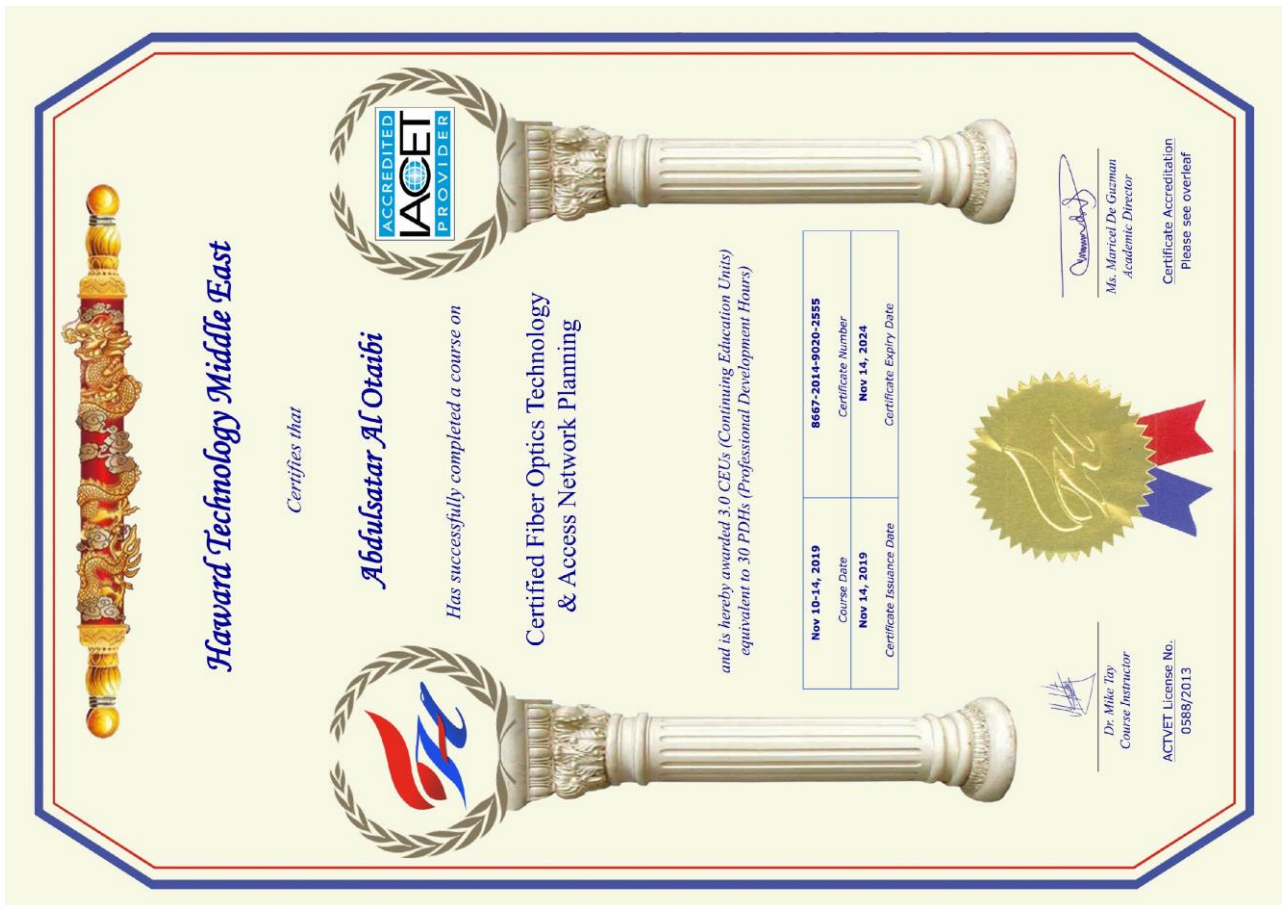 Haward Technology Middle East
Certifies that
Abdulsatar Al Otaibi
ACCREDITED
IACET
PROVIDER
Has successfully completed a course on
Certified Fiber Optics Technology
& Access Network Planning
and is hereby awarded 3.0 CEUs (Continuing Education Units)
equivalent to 30 PDHs (Professional Development Hours)
Nov 10-14, 2019
Course Date
8667-2014-9020-2555
Certificate Number
Nov 14, 2019
Certificate Issuance Date
Nov 14, 2024
Certificate Expiry Date
Dr. Mike Tay
Course Instructor
Ms. Maricel De Guzman
Academic Director
ACTVET License No.
0588/2013
Certificate Accreditation
Please see overleaf